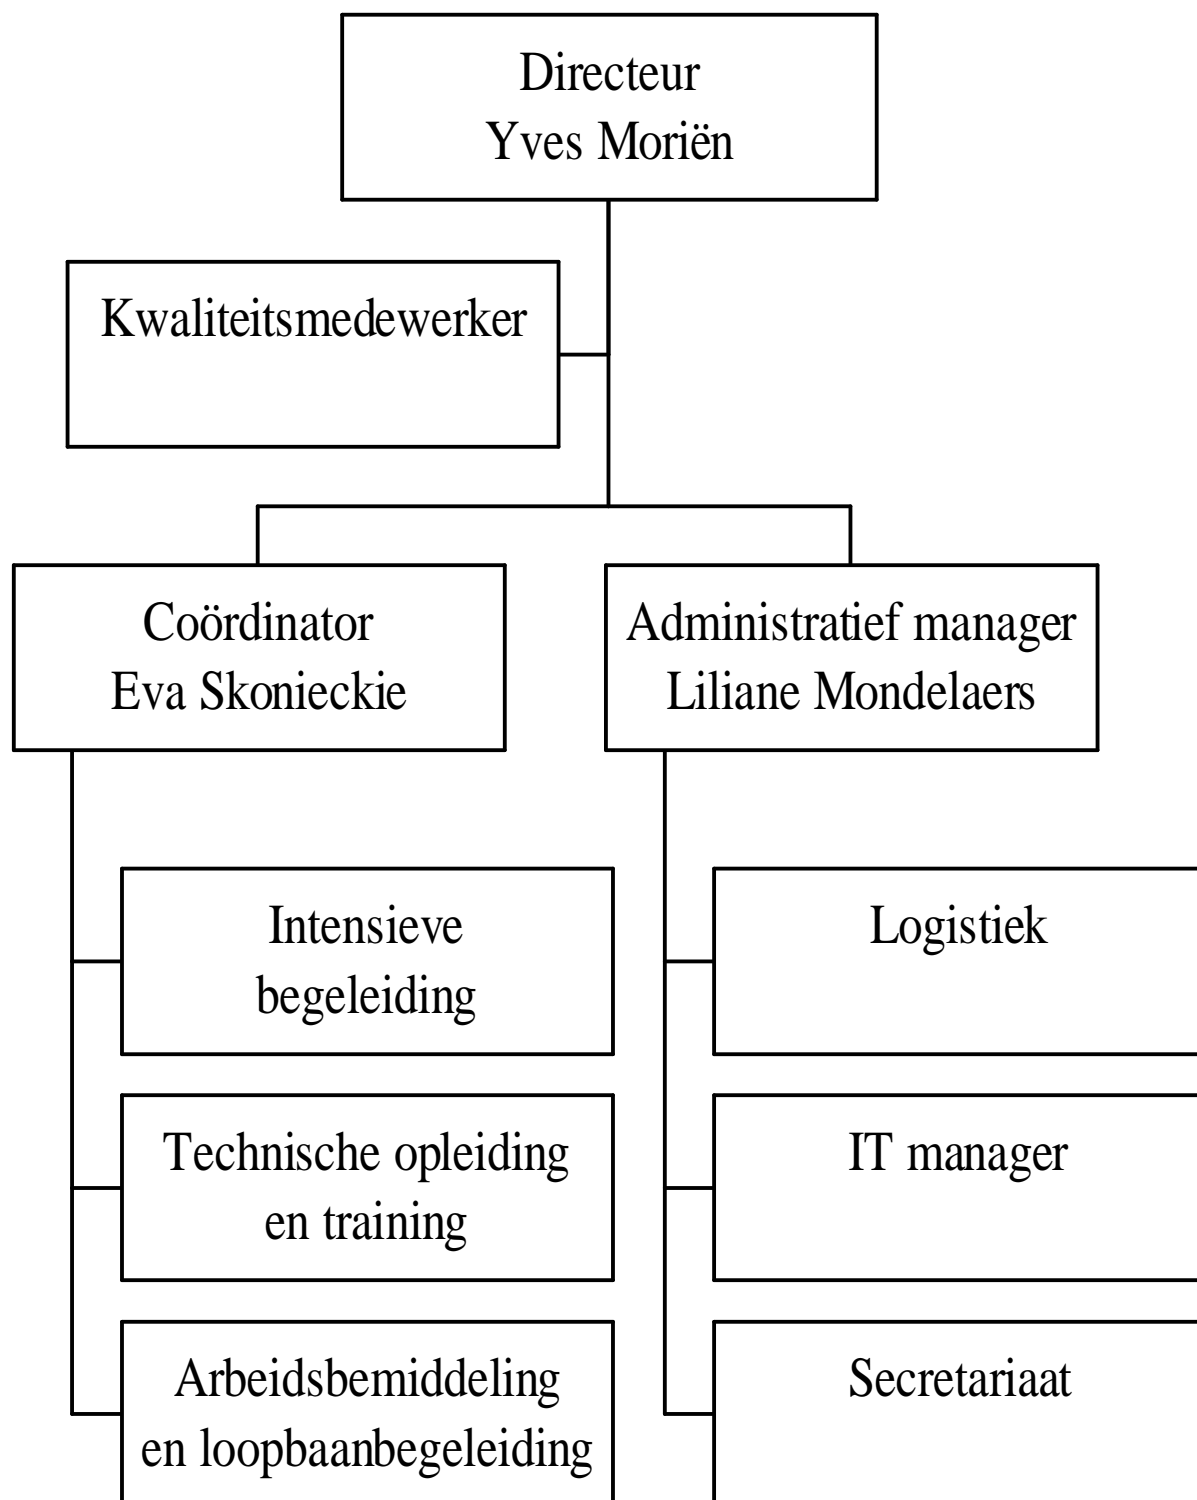 Directeur
Yves Moriën
Kwaliteitsmedewerker
Coördinator
Eva Skonieckie
Administratief manager
Liliane Mondelaers
Intensieve
begeleiding
Technische opleiding
en training
Arbeidsbemiddeling
en loopbaanbegeleiding
Logistiek
IT manager
Secretariaat